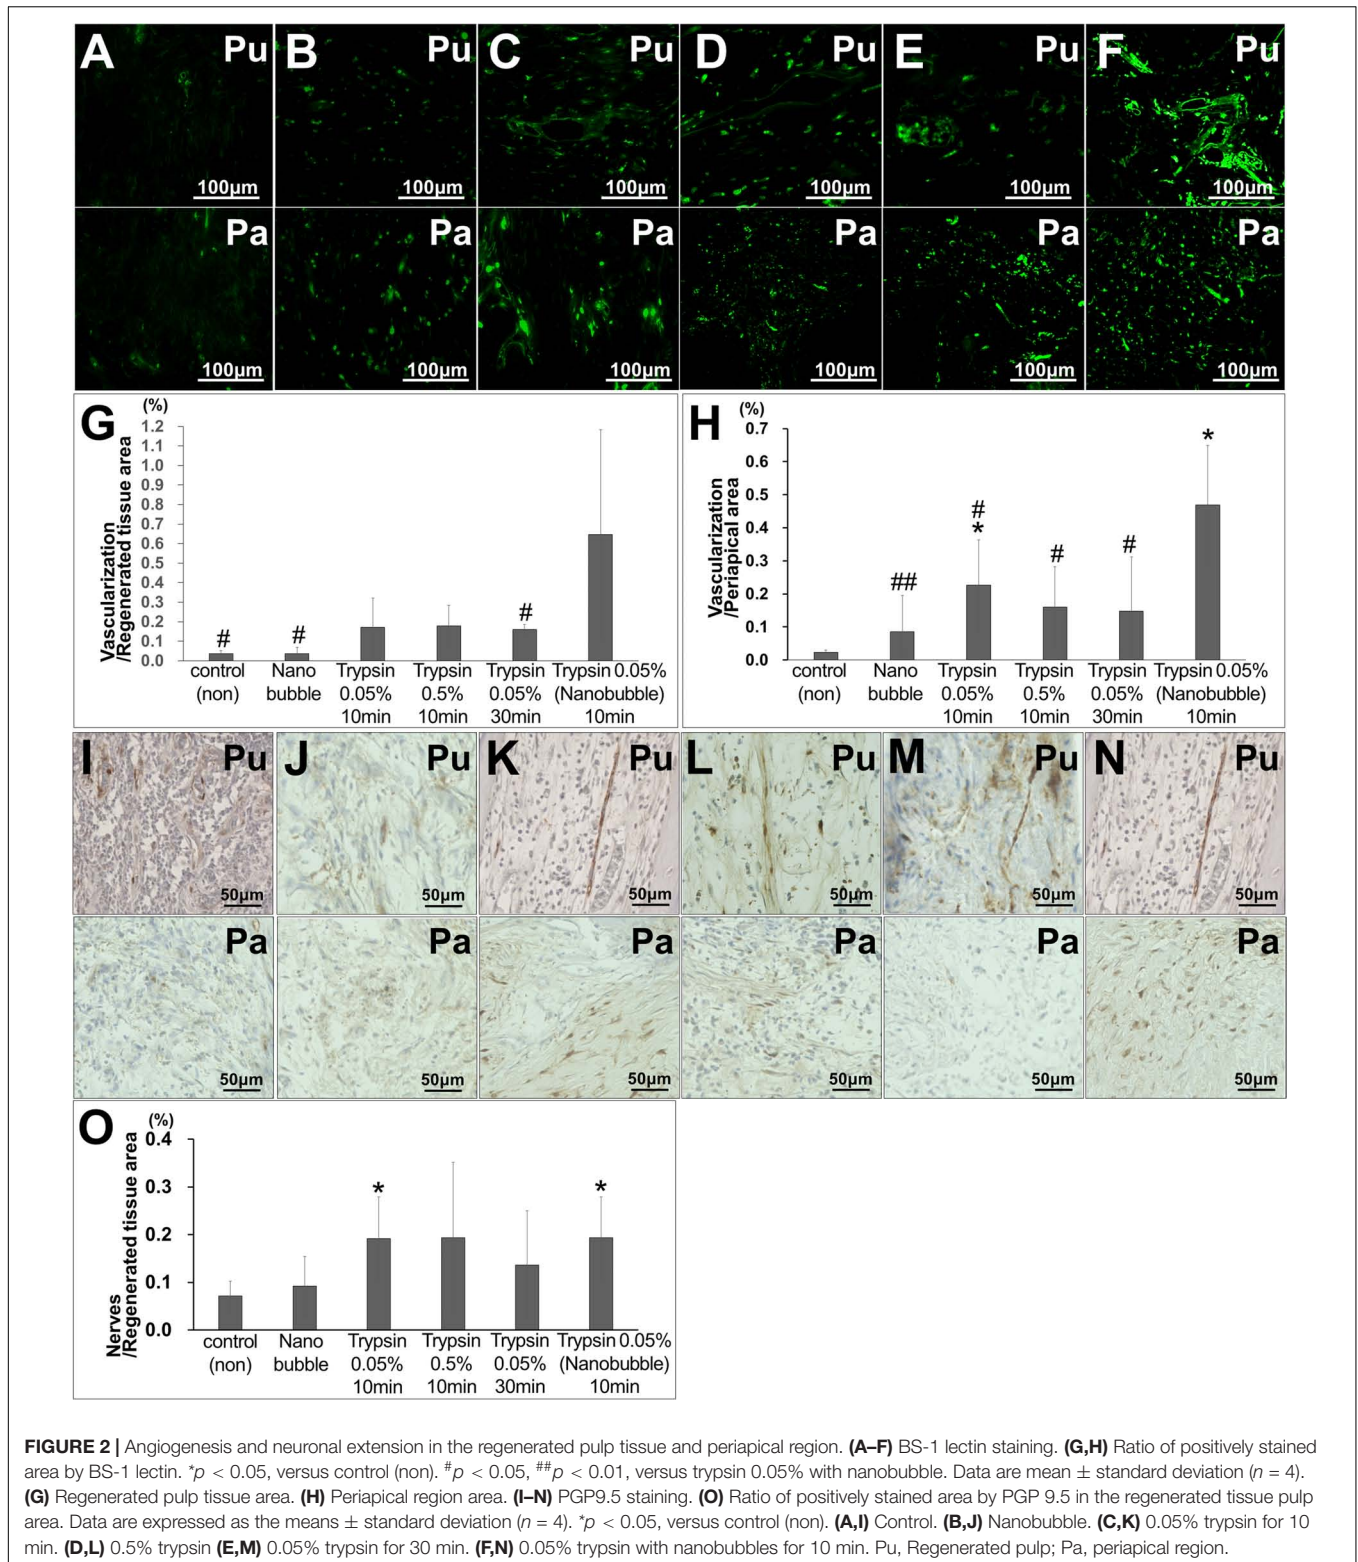 A Pu B Pu C Pu D Pu E Pu F Pu
100µm 100µm 100µm 100µm 100µm 100µm
Pa Pa Pa Pa Pa Pa
100µm 100µm 100µm 100µm 100µm 100µm
G
(%)
Vascularization
/Regenerated tissue area
1.2
1.1
1.0
0.9
0.8
0.7
0.6
0.5
0.4
0.3
0.2
0.1
0.0
# # #
control Nano Trypsin Trypsin Trypsin Trypsin 0.05%
(non) bubble 0.05% 0.5% 0.05% (Nanobubble)
10min 10min 30min 10min
H
(%)
Vascularization
/Periapical area
0.7
0.6
0.5
0.4
0.3
0.2
0.1
0.0
## # * # # *
control Nano Trypsin Trypsin Trypsin Trypsin 0.05%
(non) bubble 0.05% 0.5% 0.05% (Nanobubble)
10min 10min 30min 10min
I Pu J Pu K Pu L Pu M Pu N Pu
50µm 50µm 50µm 50µm 50µm 50µm
Pa Pa Pa Pa Pa Pa
50µm 50µm 50µm 50µm 50µm 50µm
O
(%)
Nerves
/Regenerated tissue area
0.4
0.3
0.2
0.1
0.0
* *
control Nano Trypsin Trypsin Trypsin Trypsin 0.05%
(non) bubble 0.05% 0.5% 0.05% (Nanobubble)
10min 10min 30min 10min
FIGURE 2 | Angiogenesis and neuronal extension in the regenerated pulp tissue and periapical region. (A–F) BS-1 lectin staining. (G,H) Ratio of positively stained
area by BS-1 lectin. *p < 0.05, versus control (non). #p < 0.05, ##p < 0.01, versus trypsin 0.05% with nanobubble. Data are mean ± standard deviation (n = 4).
(G) Regenerated pulp tissue area. (H) Periapical region area. (I–N) PGP9.5 staining. (O) Ratio of positively stained area by PGP 9.5 in the regenerated tissue pulp
area. Data are expressed as the means ± standard deviation (n = 4). *p < 0.05, versus control (non). (A,I) Control. (B,J) Nanobubble. (C,K) 0.05% trypsin for 10
min. (D,L) 0.5% trypsin (E,M) 0.05% trypsin for 30 min. (F,N) 0.05% trypsin with nanobubbles for 10 min. Pu, Regenerated pulp; Pa, periapical region.